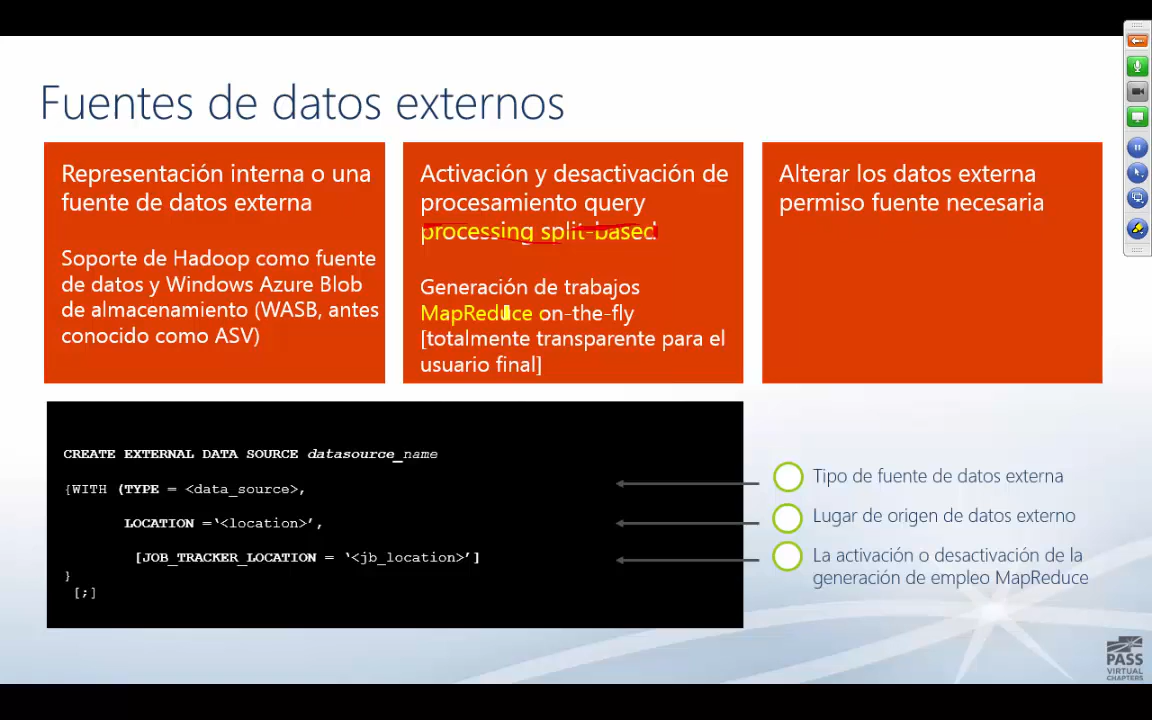 Fuentes de datos externos
Representación interna o una
fuente de datos externa
Soporte de Hadoop como fuente
de datos y Windows Azure Blob
de almacenamiento (WASB, antes
conocido como ASV)
Activación y desactivación de
procesamiento query
processing split-based
Generación de trabajos
MapReduce on-the-fly
[totalmente transparente para el
usuario final]
Alterar los datos externa
permiso fuente necesaria
CREATE EXTERNAL DATA SOURCE datasource_name
{WITH (TYPE = <data_source>,
LOCATION =‘<location>’,
[JOB_TRACKER_LOCATION = ‘<jb_location>’]
}
[;]
Tipo de fuente de datos externa
Lugar de origen de datos externo
La activación o desactivación de la
generación de empleo MapReduce
PASS
VIRTUAL
CHAPTERS